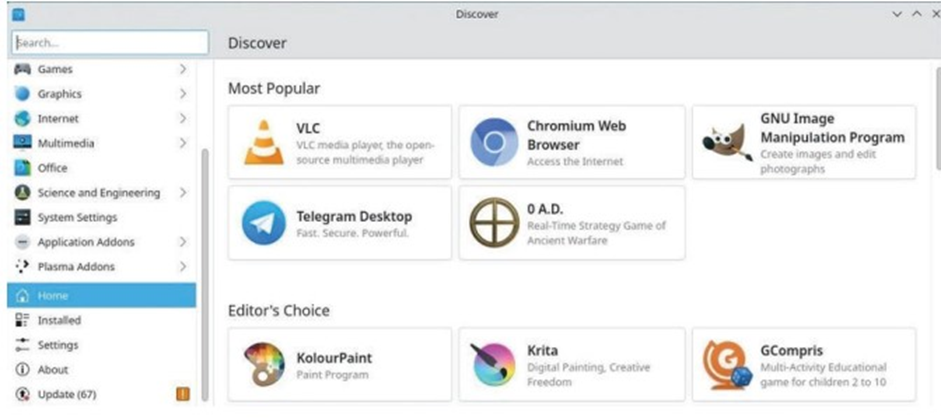 Discover
Search...
Discover
Games
Graphics
Internet
Multimedia
Office
Science and Engineering
System Settings
Application Addons
Plasma Addons
Home
Installed
Settings
About
Update (67)
Most Popular
VLC
VLC media player, the open-
source multimedia player
Chromium Web
Browser
Access the Internet
GNU Image
Manipulation Program
Create images and edit
photographs
Telegram Desktop
Fast. Secure. Powerful.
0 A.D.
Real-Time Strategy Game of
Ancient Warfare
Editor's Choice
KolourPaint
Paint Program
Krita
Digital Painting, Creative
Freedom
GCompris
Multi-Activity Educational
game for children 2 to 10